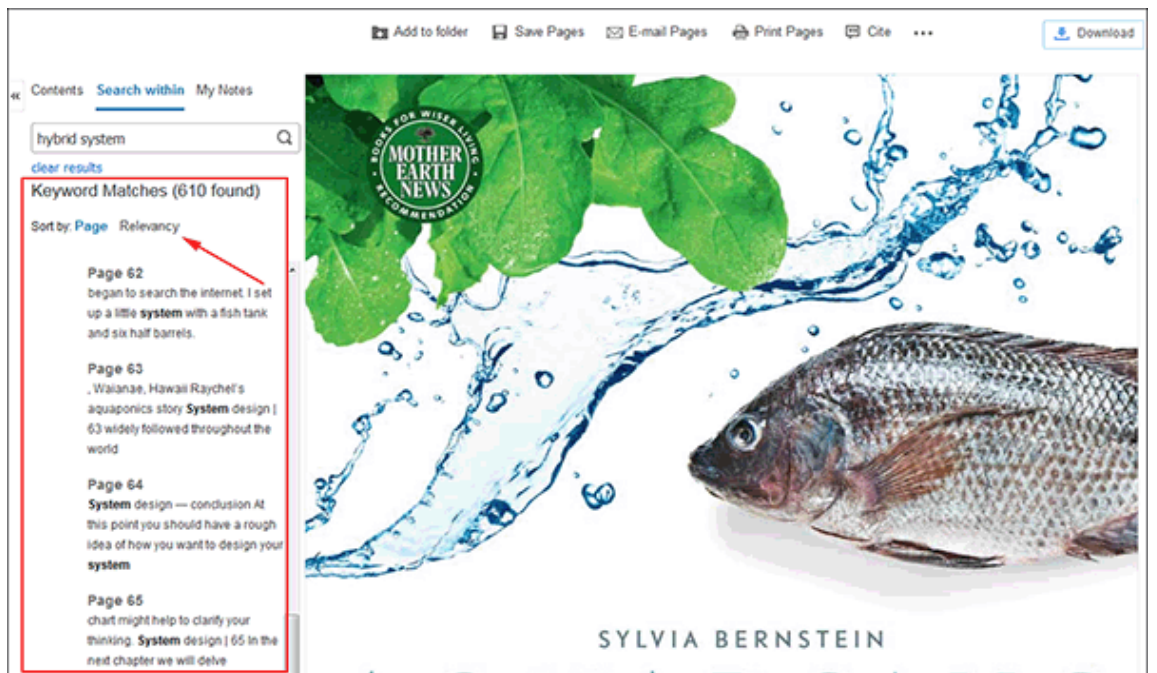 Add to folder Save Pages E-mail Pages Print Pages Cite ••• Download
« Contents Search within My Notes
hybrid system
clear results
Keyword Matches (610 found)
Sort by: Page Relevancy
Page 62
began to search the internet. I set
up a little system with a fish tank
and six half barrels.
Page 63
, Waianae, Hawaii Raychel's
aquaponics story System design |
63 widely followed throughout the
world
Page 64
System design — conclusion At
this point you should have a rough
idea of how you want to design your
system
Page 65
chart might help to clarify your
thinking. System design | 65 In the
next chapter we will delve
BOOKS FOR WISER LIVING
MOTHER
EARTH
NEWS
RECOMMENDATION
SYLVIA BERNSTEIN